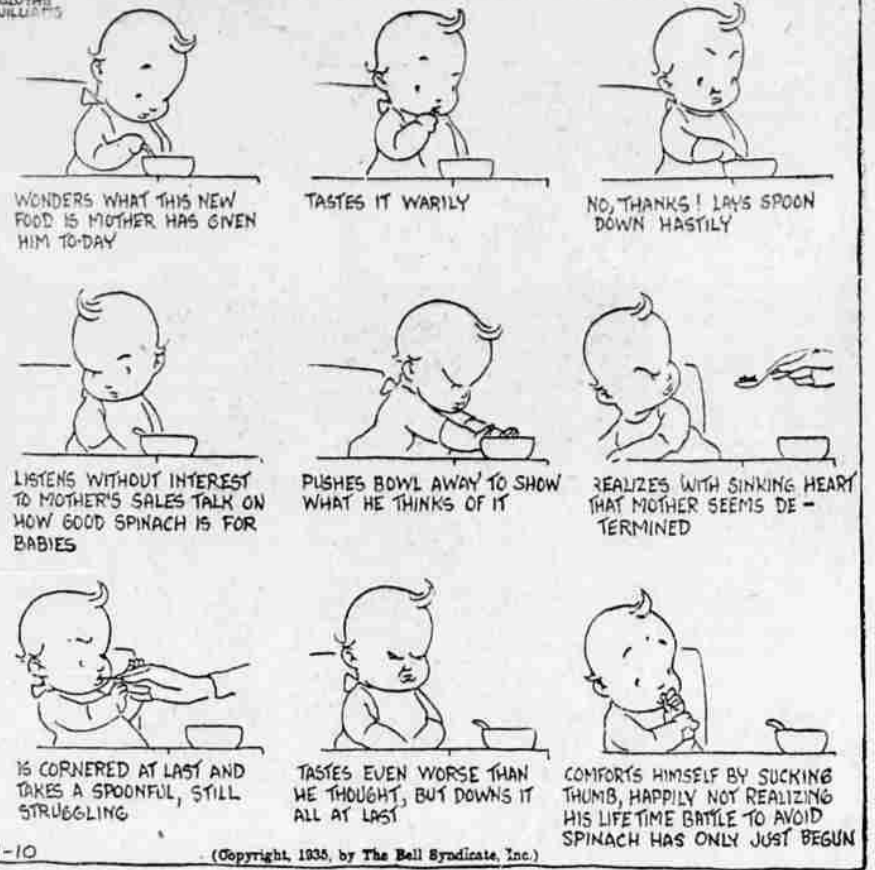 WILLIAMS
WONDERS WHAT THIS NEW
FOOD IS MOTHER HAS GIVEN
HIM TO-DAY
TASTES IT WARILY
NO, THANKS! LAYS SPOON
DOWN HASTILY
LISTENS WITHOUT INTEREST
TO MOTHER'S SALES TALK ON
HOW GOOD SPINACH IS FOR
BABIES
PUSHES BOWL AWAY TO SHOW
WHAT HE THINKS OF IT
REALIZES WITH SINKING HEART
THAT MOTHER SEEMS DE-
TERMINED
IS CORNERED AT LAST AND
TAKES A SPOONFUL, STILL
STRUGGLING
TASTES EVEN WORSE THAN
HE THOUGHT, BUT DOWNS IT
ALL AT LAST
COMFORTS HIMSELF BY SUCKING
THUMB, HAPPILY NOT REALIZING
HIS LIFETIME BATTLE TO AVOID
SPINACH HAS ONLY JUST BEGUN
-10
(Copyright, 1935, by The Bell Syndicate, Inc.)